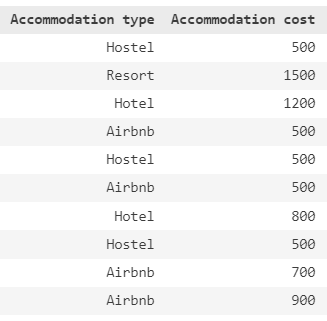 Accommodation type Accommodation cost
Hostel 500
Resort 1500
Hotel 1200
Airbnb 500
Hostel 500
Airbnb 500
Hotel 800
Hostel 500
Airbnb 700
Airbnb 900